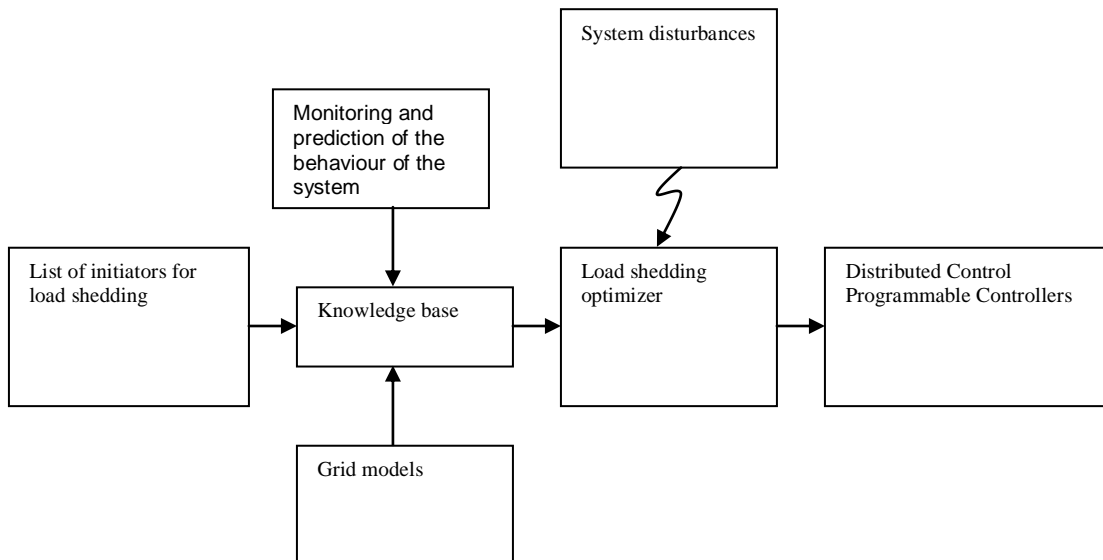 System disturbances
Monitoring and
prediction of the
behaviour of the
system
List of initiators for
load shedding
Knowledge base
Load shedding
optimizer
Distributed Control
Programmable Controllers
Grid models